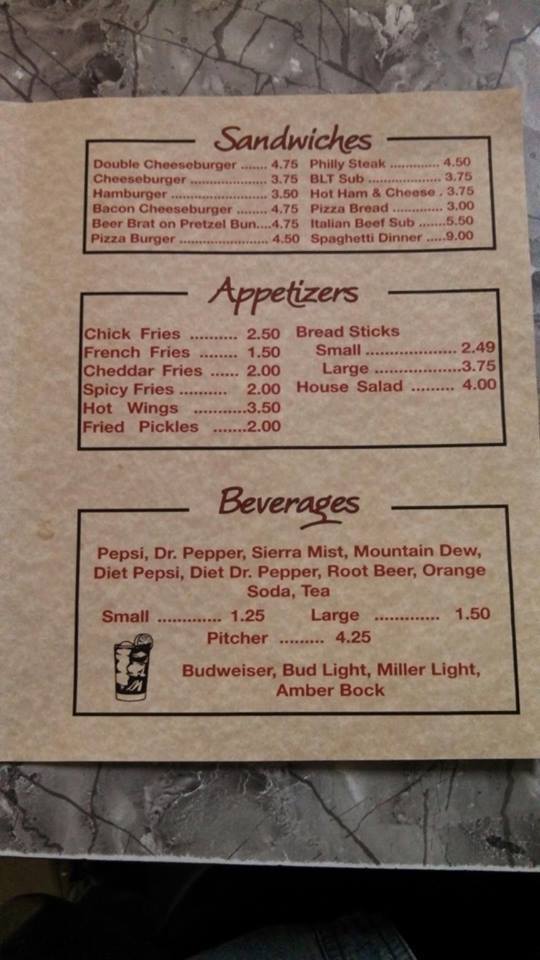 Sandwiches
Double Cheeseburger ....... 4.75 Philly Steak ............ 4.50
Cheeseburger ..................... 3.75 BLT Sub .................... 3.75
Hamburger ......................... 3.50 Hot Ham & Cheese . 3.75
Bacon Cheeseburger ........ 4.75 Pizza Bread ............. 3.00
Beer Brat on Pretzel Bun....4.75 Italian Beef Sub .......5.50
Pizza Burger ........................ 4.50 Spaghetti Dinner .....9.00
Appetizers
Chick Fries .......... 2.50 Bread Sticks
French Fries ........ 1.50 Small ................... 2.49
Cheddar Fries ...... 2.00 Large ..................3.75
Spicy Fries .......... 2.00 House Salad ......... 4.00
Hot Wings ...........3.50
Fried Pickles .......2.00
Beverages
Pepsi, Dr. Pepper, Sierra Mist, Mountain Dew,
Diet Pepsi, Diet Dr. Pepper, Root Beer, Orange
Soda, Tea
Small ............. 1.25 Large ............. 1.50
Pitcher ......... 4.25
Budweiser, Bud Light, Miller Light,
Amber Bock